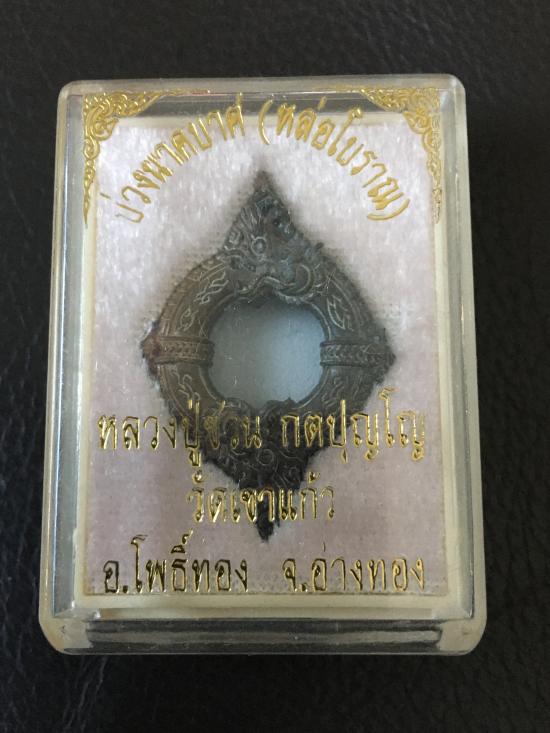 บ่วงนาคบาศ (หล่อโบราณ)
หลวงปู่ชวน กตปุญโญ
วัดเขาแก้ว
อ.โพธิ์ทอง จ.อ่างทอง